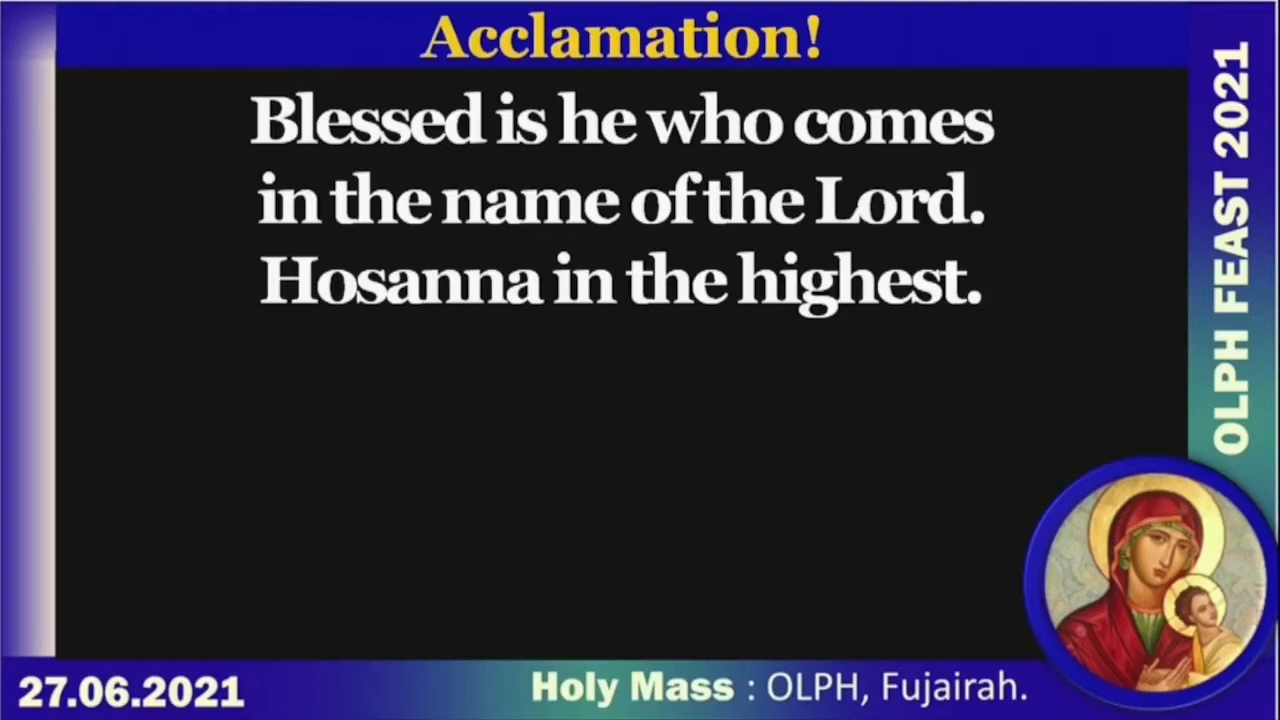 Acclamation!
Blessed is he who comes
in the name of the Lord.
Hosanna in the highest.
OLPH FEAST 2021
27.06.2021
Holy Mass : OLPH, Fujairah.